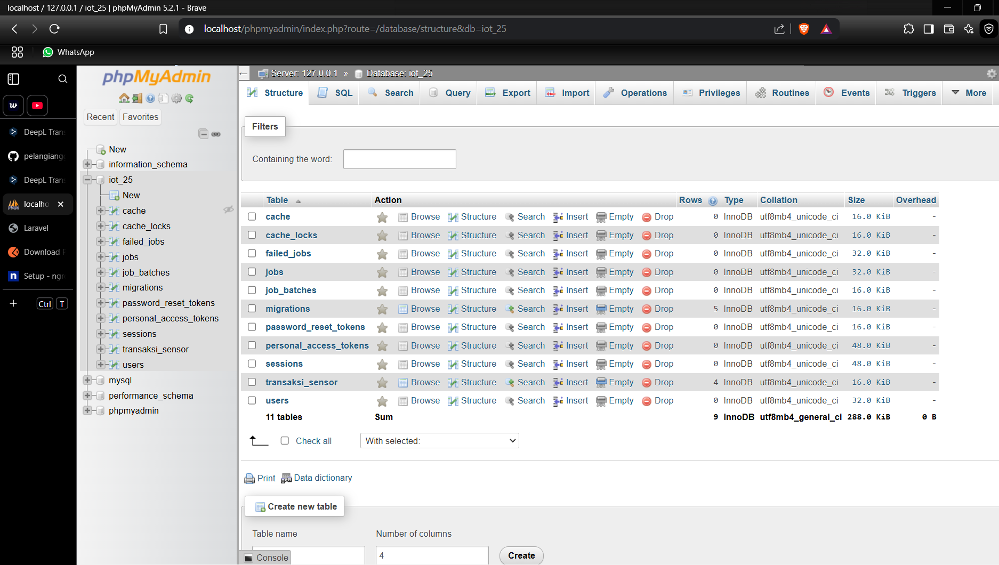 localhost / 127.0.0.1 / iot_25 | phpMyAdmin 5.2.1 - Brave
localhost/phpmyadmin/index.php?route=/database/structure&db=iot_25
WhatsApp
DeepL Tran
pelangiang
DeepL Tran
localho
Laravel
Download
Setup - ngr
Ctrl T
phpMyAdmin
Recent Favorites
New
information_schema
iot_25
New
cache
cache_locks
failed_jobs
jobs
job_batches
migrations
password_reset_tokens
personal_access_tokens
sessions
transaksi_sensor
users
mysql
performance_schema
phpmyadmin
Server: 127.0.0.1 » Database: iot_25
Structure SQL Search Query Export Import Operations Privileges Routines Events Triggers More
Filters
Containing the word:
Table Action Rows Type Collation Size Overhead
cache Browse Structure Search Insert Empty Drop 0 InnoDB utf8mb4_unicode_ci 16.0 KiB -
cache_locks Browse Structure Search Insert Empty Drop 0 InnoDB utf8mb4_unicode_ci 16.0 KiB -
failed_jobs Browse Structure Search Insert Empty Drop 0 InnoDB utf8mb4_unicode_ci 32.0 KiB -
jobs Browse Structure Search Insert Empty Drop 0 InnoDB utf8mb4_unicode_ci 32.0 KiB -
job_batches Browse Structure Search Insert Empty Drop 0 InnoDB utf8mb4_unicode_ci 16.0 KiB -
migrations Browse Structure Search Insert Empty Drop 5 InnoDB utf8mb4_unicode_ci 16.0 KiB -
password_reset_tokens Browse Structure Search Insert Empty Drop 0 InnoDB utf8mb4_unicode_ci 16.0 KiB -
personal_access_tokens Browse Structure Search Insert Empty Drop 0 InnoDB utf8mb4_unicode_ci 48.0 KiB -
sessions Browse Structure Search Insert Empty Drop 0 InnoDB utf8mb4_unicode_ci 48.0 KiB -
transaksi_sensor Browse Structure Search Insert Empty Drop 4 InnoDB utf8mb4_unicode_ci 16.0 KiB -
users Browse Structure Search Insert Empty Drop 0 InnoDB utf8mb4_unicode_ci 32.0 KiB -
11 tables Sum 9 InnoDB utf8mb4_general_ci 288.0 KiB 0 B
Check all With selected:
Print Data dictionary
Create new table
Table name Number of columns
4 Create
Console